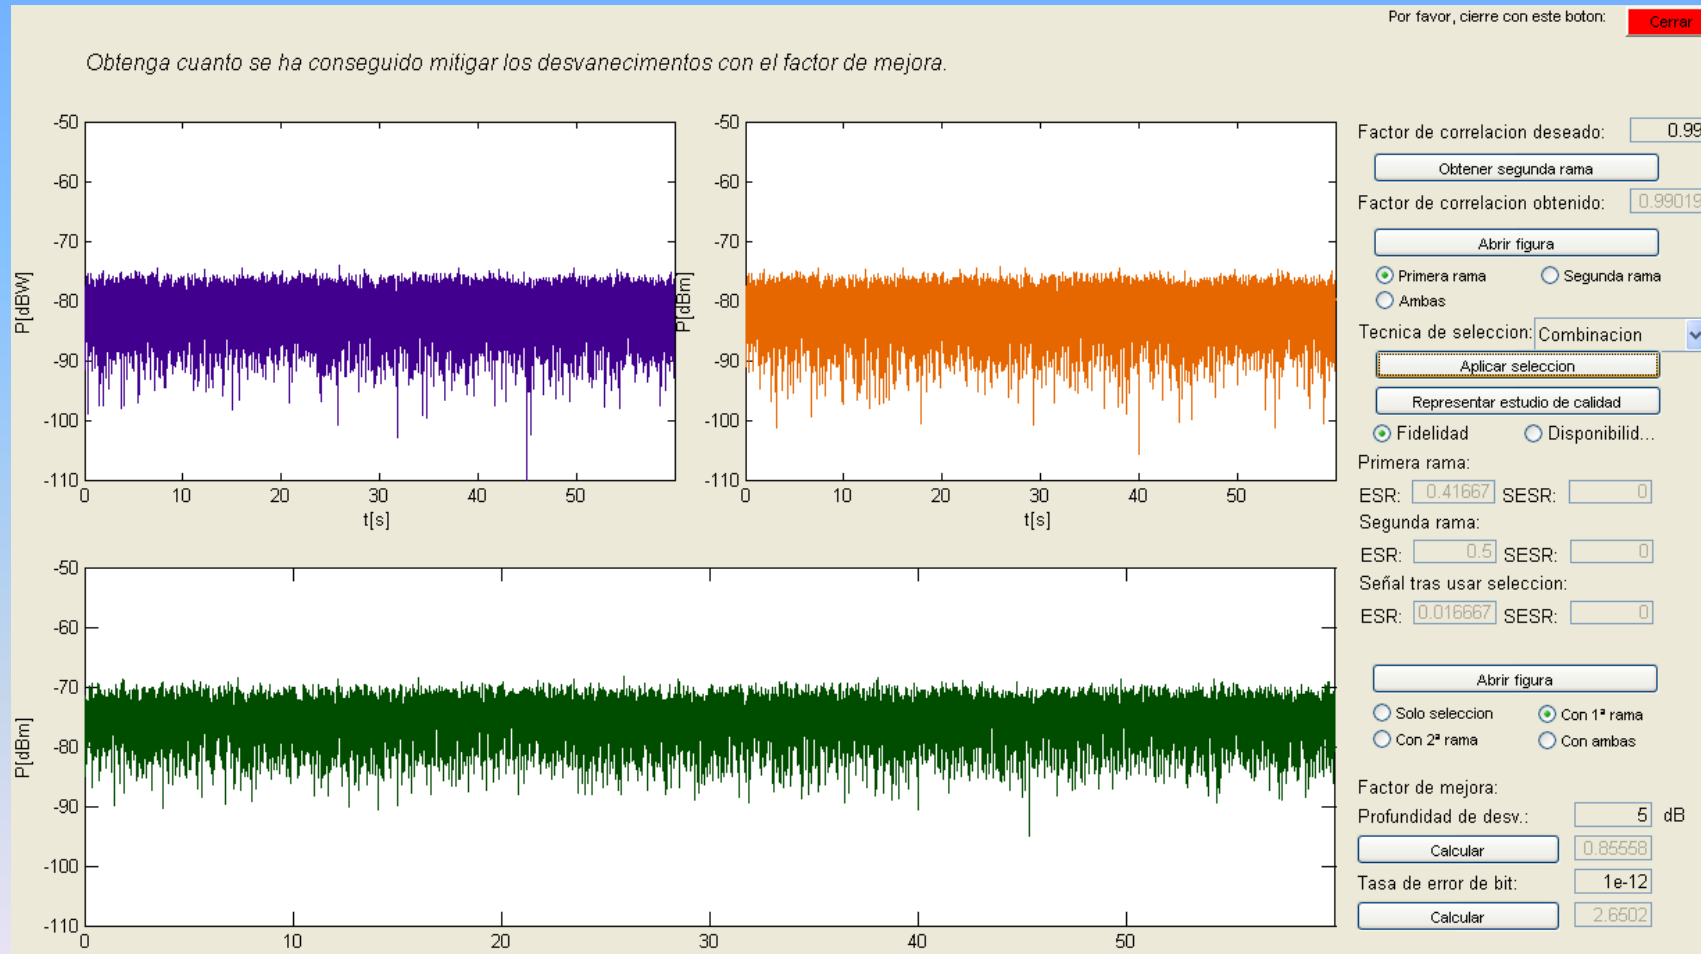 Por favor, cierre con este boton:
Cerrar
Obtenga cuanto se ha conseguido mitigar los desvanecimentos con el factor de mejora.
-50
-60
-70
-80
-90
-100
-110
P[dBW]
0 10 20 30 40 50
t[s]
-50
-60
-70
-80
-90
-100
-110
P[dBm]
0 10 20 30 40 50
t[s]
-50
-60
-70
-80
-90
-100
-110
P[dBm]
0 10 20 30 40 50
Factor de correlacion deseado: 0.99
Obtener segunda rama
Factor de correlacion obtenido: 0.99019
Abrir figura
Primera rama Segunda rama
Ambas
Tecnica de seleccion: Combinacion
Aplicar seleccion
Representar estudio de calidad
Fidelidad Disponibilid...
Primera rama:
ESR: 0.41667 SESR: 0
Segunda rama:
ESR: 0.5 SESR: 0
Señal tras usar seleccion:
ESR: 0.016667 SESR: 0
Abrir figura
Solo seleccion Con 1ª rama
Con 2ª rama Con ambas
Factor de mejora:
Profundidad de desv.: 5 dB
Calcular 0.85558
Tasa de error de bit: 1e-12
Calcular 2.6502